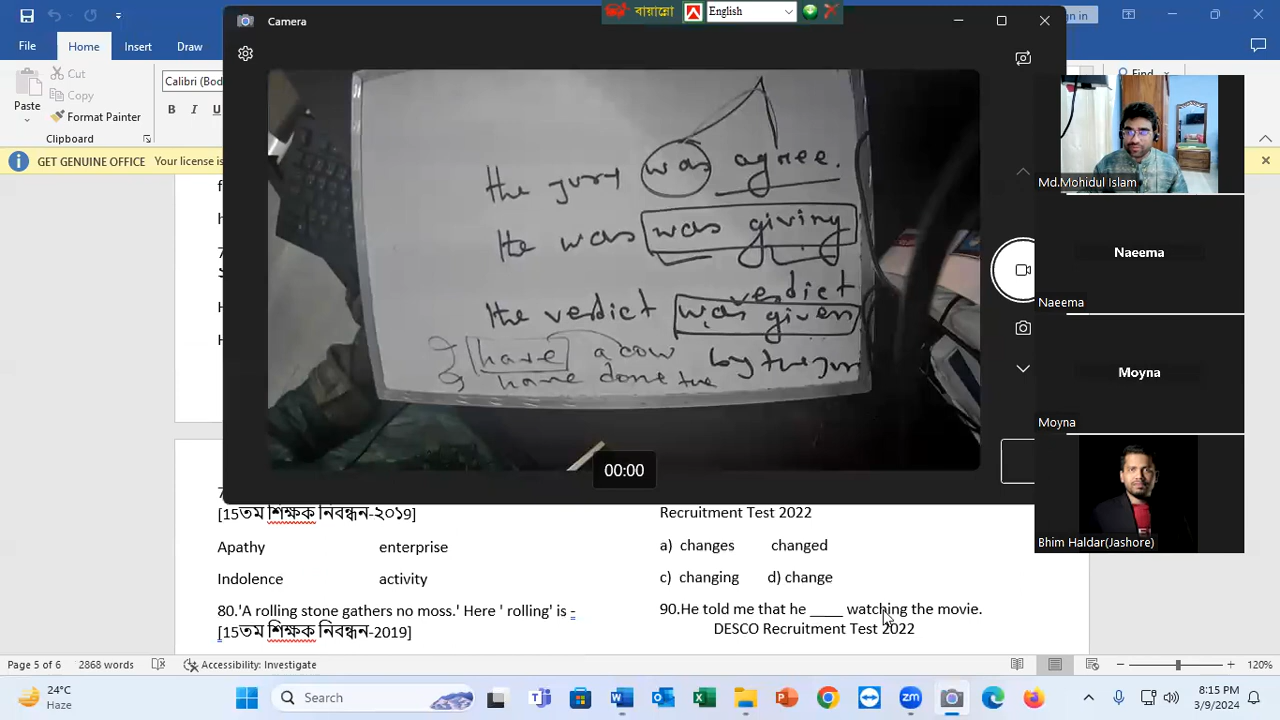 বায়ান্নো
English
Camera
Sign in
File
Home
Insert
Draw
Cut
Copy
Paste
Format Painter
Clipboard
Calibri (Bod
B
I
Find
GET GENUINE OFFICE
Your license is
the jury was agree.
He was was giving
verdict
the verdict was given
by the jur
I have a cow
I have done the
00:00
Md.Mohidul Islam
Naeema
Naeema
Moyna
Moyna
Bhim Haldar(Jashore)
[15তম শিক্ষক নিবন্ধন-২০১9]
Apathy enterprise
Indolence activity
80.'A rolling stone gathers no moss.' Here ' rolling' is -
[15তম শিক্ষক নিবন্ধন-2019]
Recruitment Test 2022
a) changes changed
c) changing d) change
90.He told me that he ____ watching the movie.
DESCO Recruitment Test 2022
Page 5 of 6
2868 words
Accessibility: Investigate
120%
24°C
Haze
Search
8:15 PM
3/9/2024